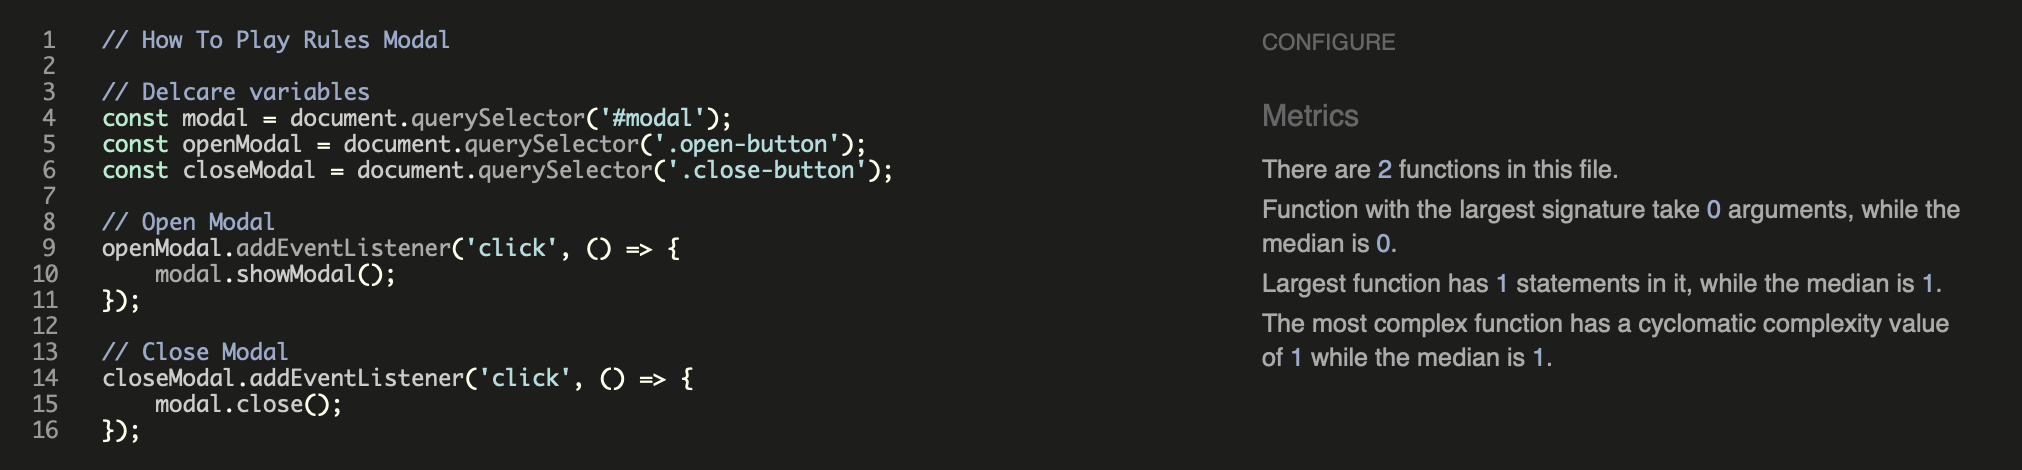 1 // How To Play Rules Modal
2
3 // Delcare variables
4 const modal = document.querySelector('#modal');
5 const openModal = document.querySelector('.open-button');
6 const closeModal = document.querySelector('.close-button');
7
8 // Open Modal
9 openModal.addEventListener('click', () => {
10     modal.showModal();
11 });
12
13 // Close Modal
14 closeModal.addEventListener('click', () => {
15     modal.close();
16 });
CONFIGURE
Metrics
There are 2 functions in this file.
Function with the largest signature take 0 arguments, while the
median is 0.
Largest function has 1 statements in it, while the median is 1.
The most complex function has a cyclomatic complexity value
of 1 while the median is 1.